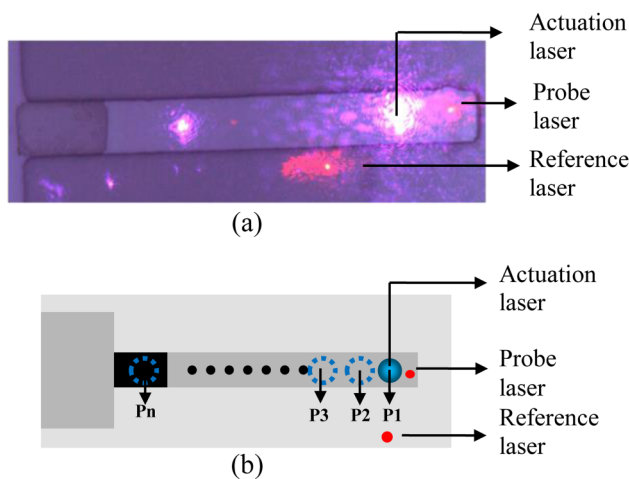 Actuation
laser
Probe
laser
Reference
laser
(a)
Actuation
laser
Probe
laser
Reference
laser
Pn
P3
P2
P1
(b)